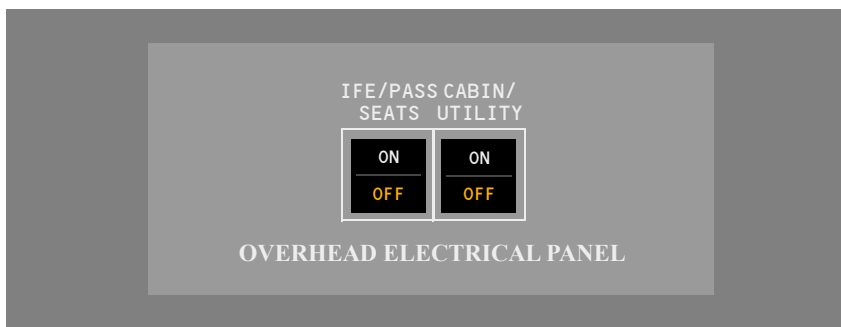 IFE/PASS CABIN/
SEATS UTILITY
ON ON
OFF OFF
OVERHEAD ELECTRICAL PANEL